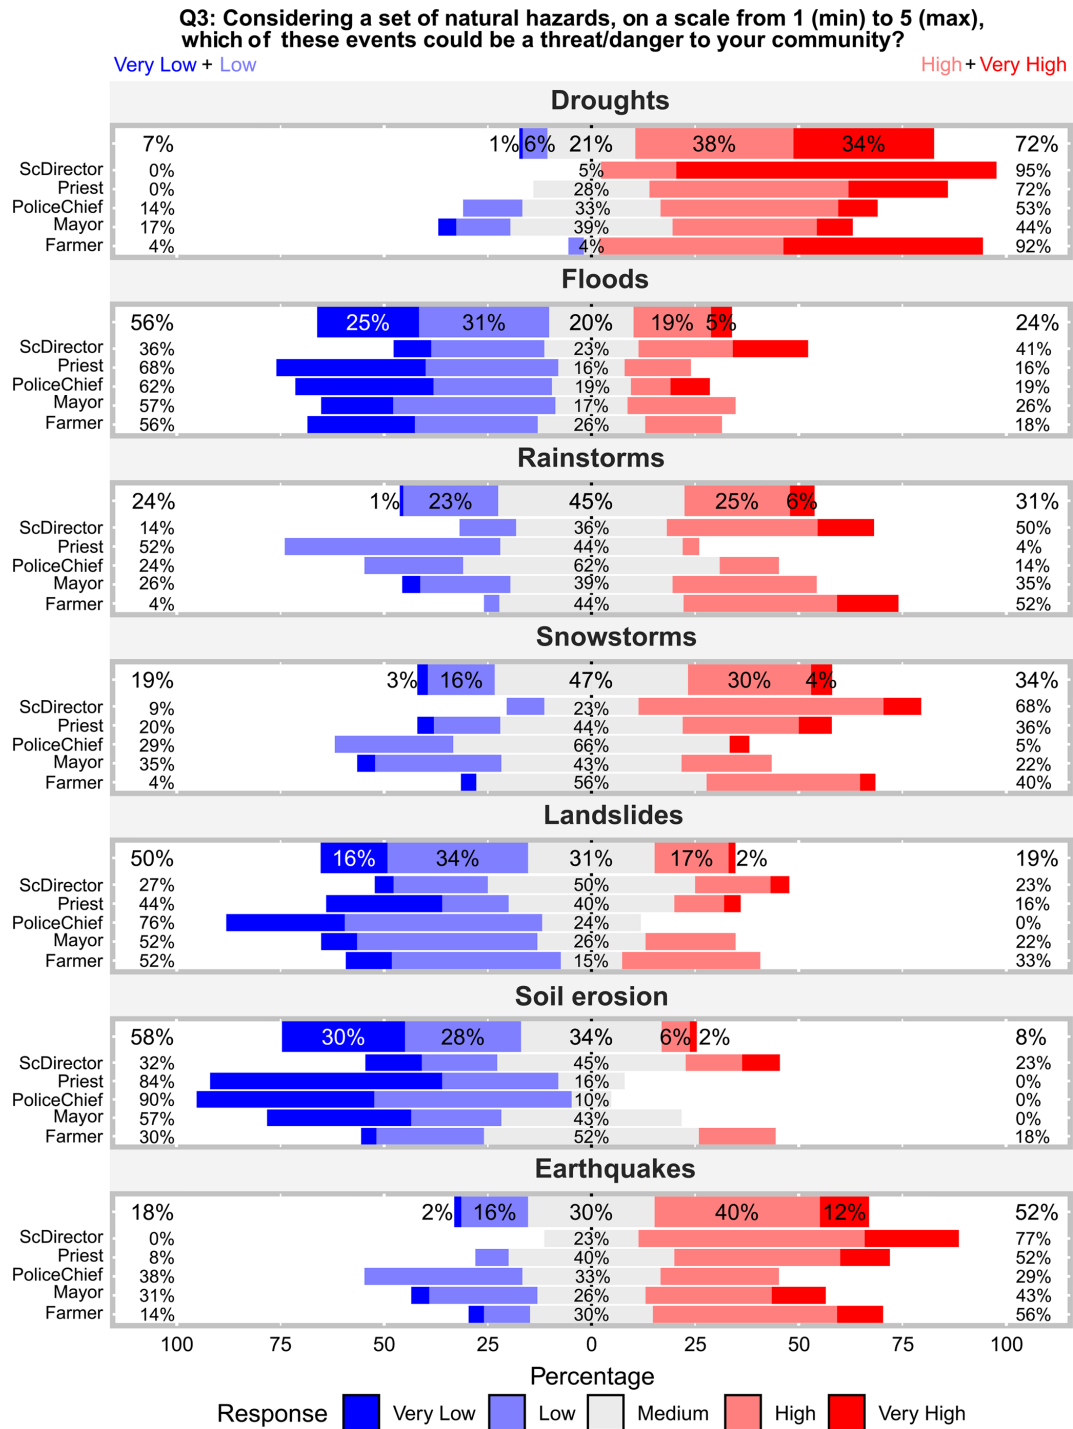 Q3: Considering a set of natural hazards, on a scale from 1 (min) to 5 (max),
which of these events could be a threat/danger to your community?
Very Low + Low High + Very High
Droughts
7% 1% 6% 21% 38% 34% 72%
ScDirector 0% 5% 95%
Priest 0% 28% 72%
PoliceChief 14% 33% 53%
Mayor 17% 39% 44%
Farmer 4% 4% 92%
Floods
56% 25% 31% 20% 19% 5% 24%
ScDirector 36% 23% 41%
Priest 68% 16% 16%
PoliceChief 62% 19% 19%
Mayor 57% 17% 26%
Farmer 56% 26% 18%
Rainstorms
24% 1% 23% 45% 25% 6% 31%
ScDirector 14% 36% 50%
Priest 52% 44% 4%
PoliceChief 24% 62% 14%
Mayor 26% 39% 35%
Farmer 4% 44% 52%
Snowstorms
19% 3% 16% 47% 30% 4% 34%
ScDirector 9% 23% 68%
Priest 20% 44% 36%
PoliceChief 29% 66% 5%
Mayor 35% 43% 22%
Farmer 4% 56% 40%
Landslides
50% 16% 34% 31% 17% 2% 19%
ScDirector 27% 50% 23%
Priest 44% 40% 16%
PoliceChief 76% 24% 0%
Mayor 52% 26% 22%
Farmer 52% 15% 33%
Soil erosion
58% 30% 28% 34% 6% 2% 8%
ScDirector 32% 45% 23%
Priest 84% 16% 0%
PoliceChief 90% 10% 0%
Mayor 57% 43% 0%
Farmer 30% 52% 18%
Earthquakes
18% 2% 16% 30% 40% 12% 52%
ScDirector 0% 23% 77%
Priest 8% 40% 52%
PoliceChief 38% 33% 29%
Mayor 31% 26% 43%
Farmer 14% 30% 56%
100 75 50 25 0 25 50 75 100
Percentage
Response Very Low Low Medium High Very High